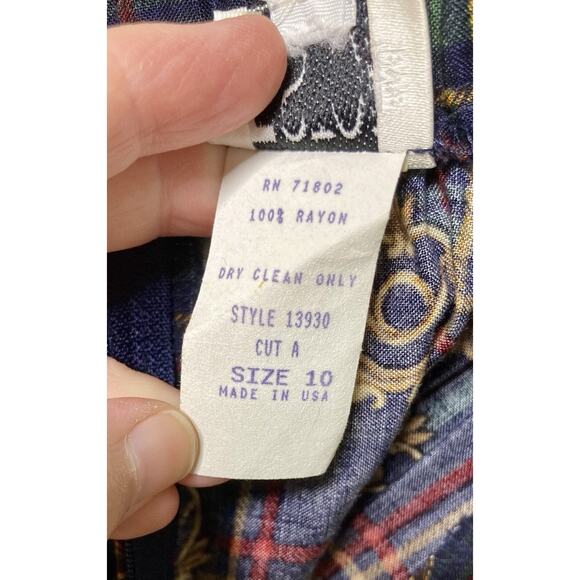 RN 71802
100% RAYON
DRY CLEAN ONLY
STYLE 13930
CUT A
SIZE 10
MADE IN USA